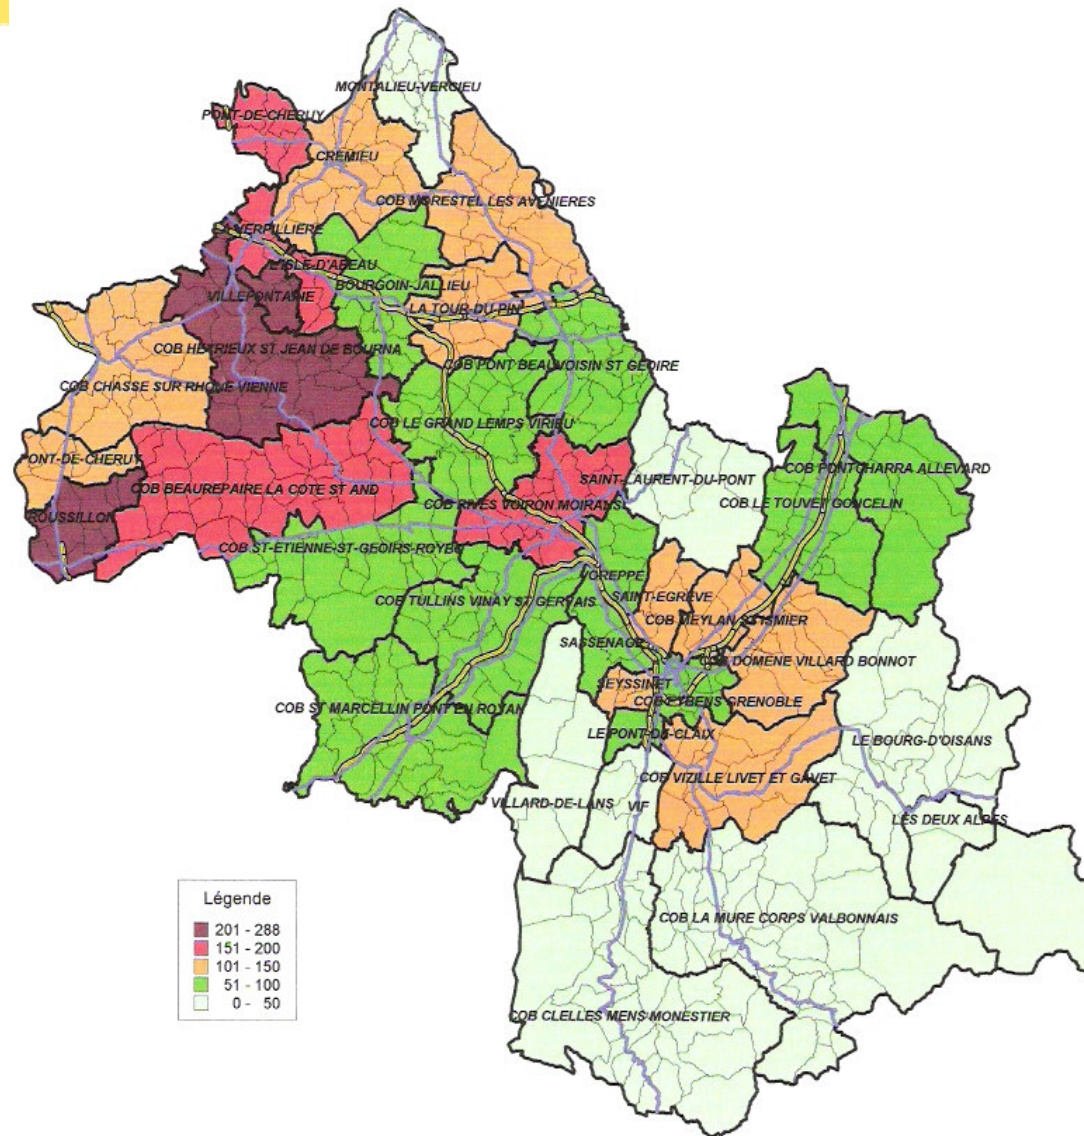 MONTALIEU-VERCIEU
PONT-DE-CHERUY
CREMIEU
COB MORESTEL LES AVENIERES
LA VERPILLIERE
L'ISLE-D'ABEAU
BOURGOIN-JALLIEU
VILLEFONTAINE
LA TOUR-DU-PIN
COB HEYRIEUX ST JEAN DE BOURNA
COB PONT BEAUVOISIN ST GEOIRE
COB CHASSE SUR RHONE VIENNE
COB LE GRAND LEMPS VIRIEU
PONT-DE-CHERUY
COB PONTCHARRA ALLEVARD
SAINT-LAURENT-DU-PONT
COB BEAUREPAIRE LA COTE ST AND
COB RIVES VOIRON MOIRANS
COB LE TOUVET GONCELIN
ROUSSILLON
COB ST-ETIENNE-ST-GEOIRS-ROYBO
VOREPPE
COB TULLINS VINAY ST GERVAIS
SAINT-EGREVE
COB MEYLAN ST ISMIER
SASSENAGE
COB DOMENE VILLARD BONNOT
SEYSSINET
COB EYBENS GRENOBLE
COB ST MARCELLIN PONT EN ROYAN
LE PONT-DE-CLAIX
LE BOURG-D'OISANS
COB VIZILLE LIVET ET GAVET
VILLARD-DE-LANS
VIF
LES DEUX ALPES
COB LA MURE CORPS VALBONNAIS
COB CLELLES MENS MONESTIER
Légende
201 - 288
151 - 200
101 - 150
51 - 100
0 - 50